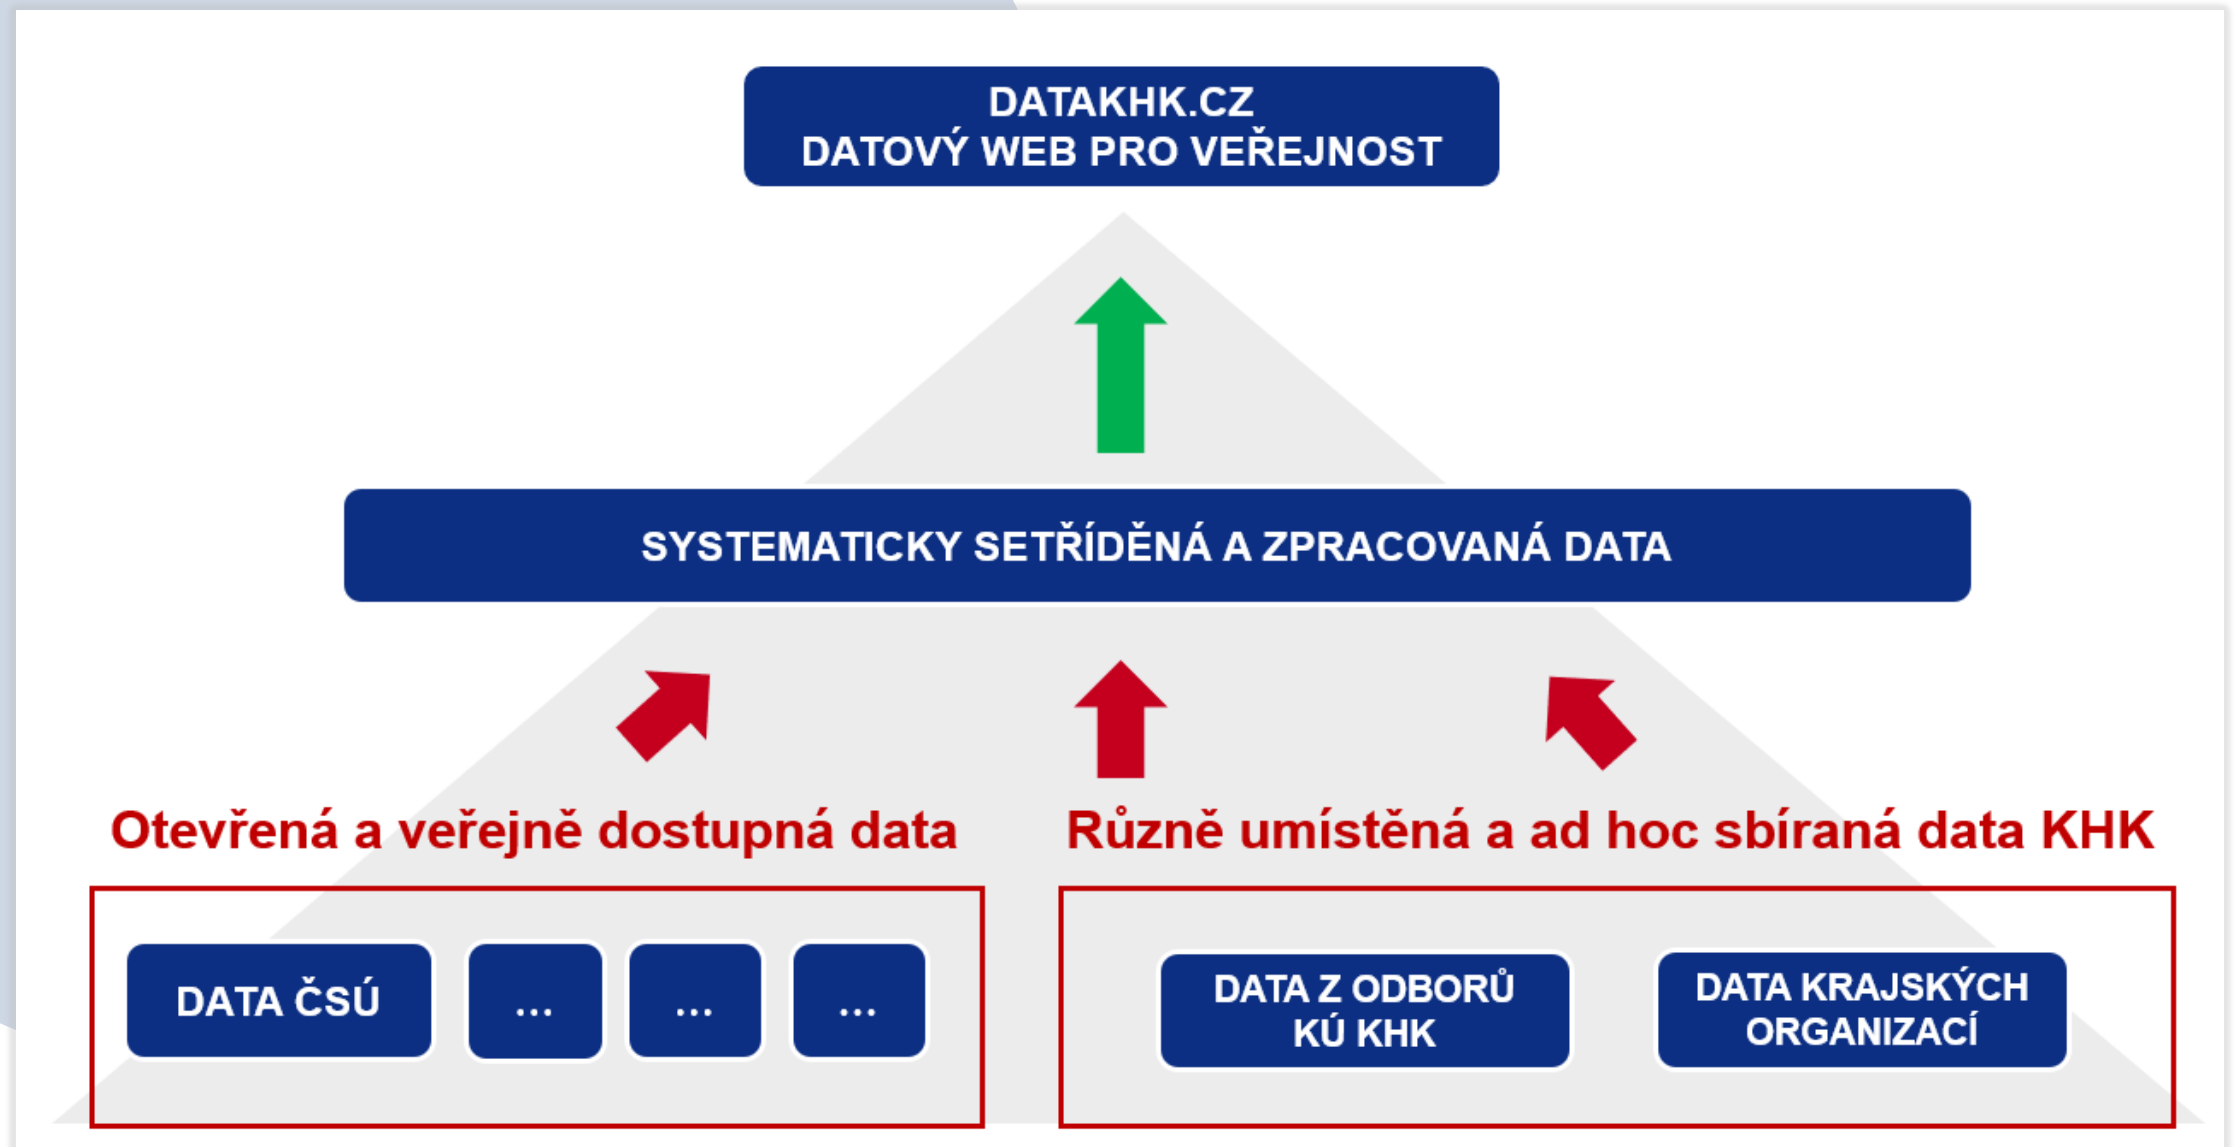 DATAKHK.CZ
DATOVÝ WEB PRO VEŘEJNOST
SYSTEMATICKY SETŘÍDĚNÁ A ZPRACOVANÁ DATA
Otevřená a veřejně dostupná data
Různě umístěná a ad hoc sbíraná data KHK
DATA ČSÚ
...
...
...
DATA Z ODBORŮ
KÚ KHK
DATA KRAJSKÝCH
ORGANIZACÍ